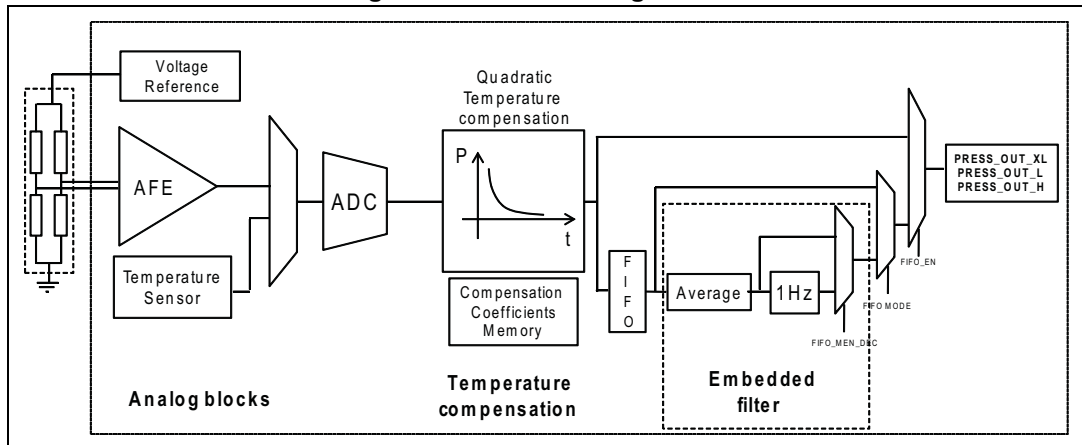 Voltage
Reference
AFE
Temperature
Sensor
ADC
Quadratic
Temperature
compensation
P
t
Compensation
Coefficients
Memory
F
I
F
O
Average
1Hz
FIFO_MEN_DEC
FIFO MODE
FIFO_EN
PRESS_OUT_XL
PRESS_OUT_L
PRESS_OUT_H
Analog blocks
Temperature
compensation
Embedded
filter